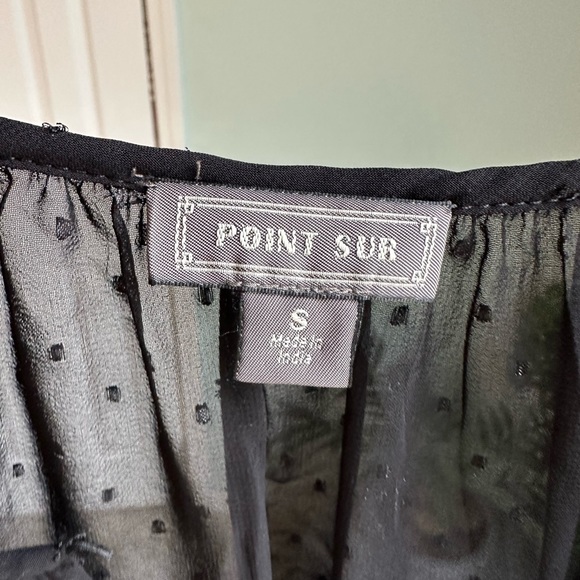 POINT SUR
S
Made in
India